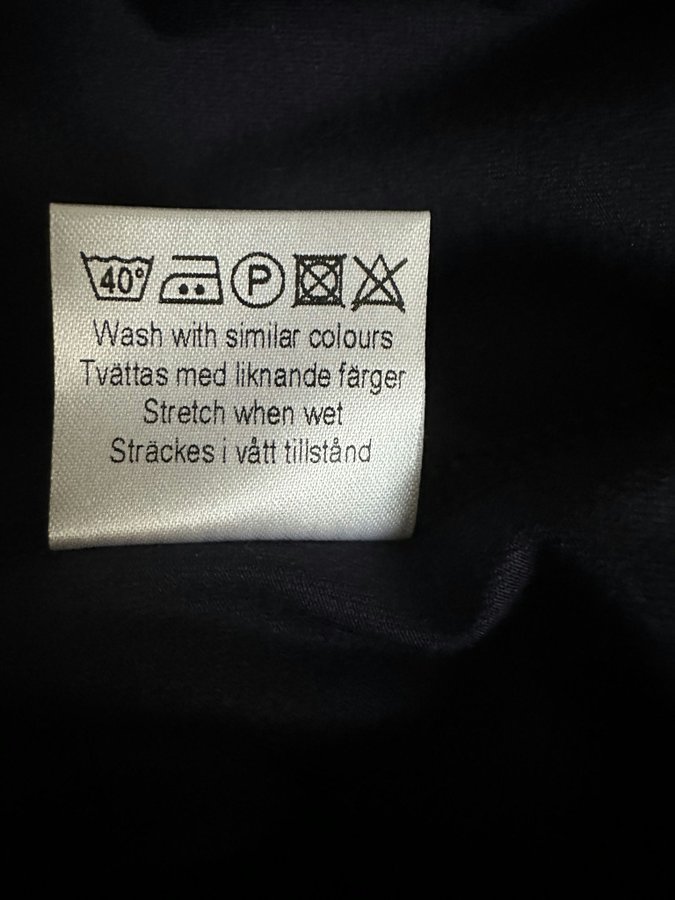 40°
P
Wash with similar colours
Tvättas med liknande färger
Stretch when wet
Sträckes i vått tillstånd